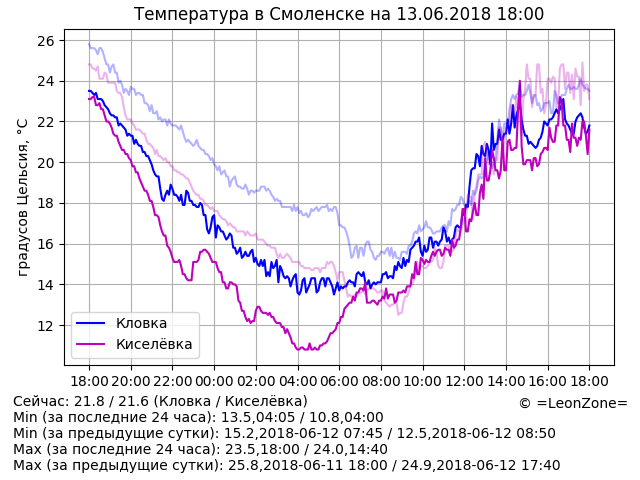 Температура в Смоленске на 13.06.2018 18:00
градусов Цельсия, °C
26
24
22
20
18
16
14
12
Кловка
Киселёвка
18:00 20:00 22:00 00:00 02:00 04:00 06:00 08:00 10:00 12:00 14:00 16:00 18:00
Сейчас: 21.8 / 21.6 (Кловка / Киселёвка)
© =LeonZone=
Min (за последние 24 часа): 13.5,04:05 / 10.8,04:00
Min (за предыдущие сутки): 15.2,2018-06-12 07:45 / 12.5,2018-06-12 08:50
Max (за последние 24 часа): 23.5,18:00 / 24.0,14:40
Max (за предыдущие сутки): 25.8,2018-06-11 18:00 / 24.9,2018-06-12 17:40